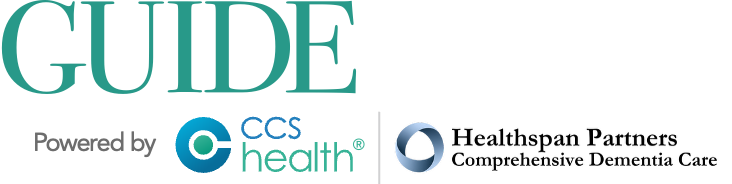 GUIDE
Powered by CCS health®
Healthspan Partners
Comprehensive Dementia Care